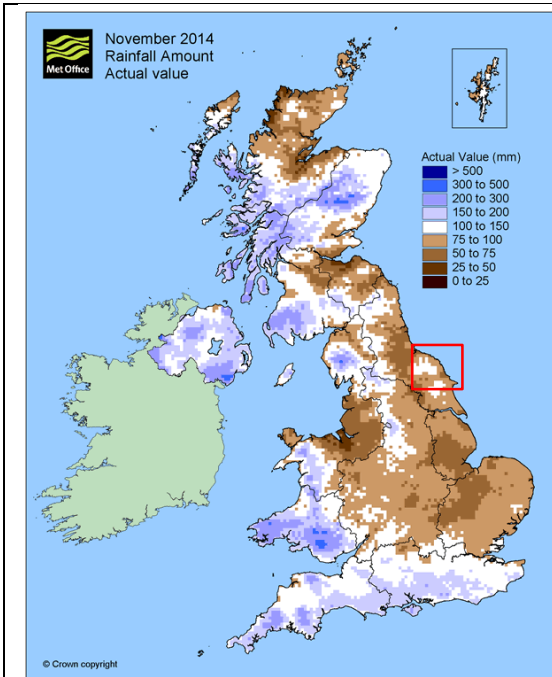 Met Office
November 2014
Rainfall Amount
Actual value
Actual Value (mm)
> 500
300 to 500
200 to 300
150 to 200
100 to 150
75 to 100
50 to 75
25 to 50
0 to 25
© Crown copyright